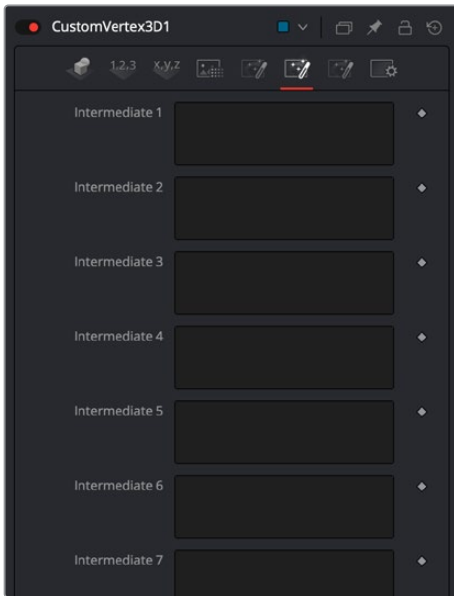 CustomVertex3D1
1,2,3
x,y,z
Intermediate 1
Intermediate 2
Intermediate 3
Intermediate 4
Intermediate 5
Intermediate 6
Intermediate 7